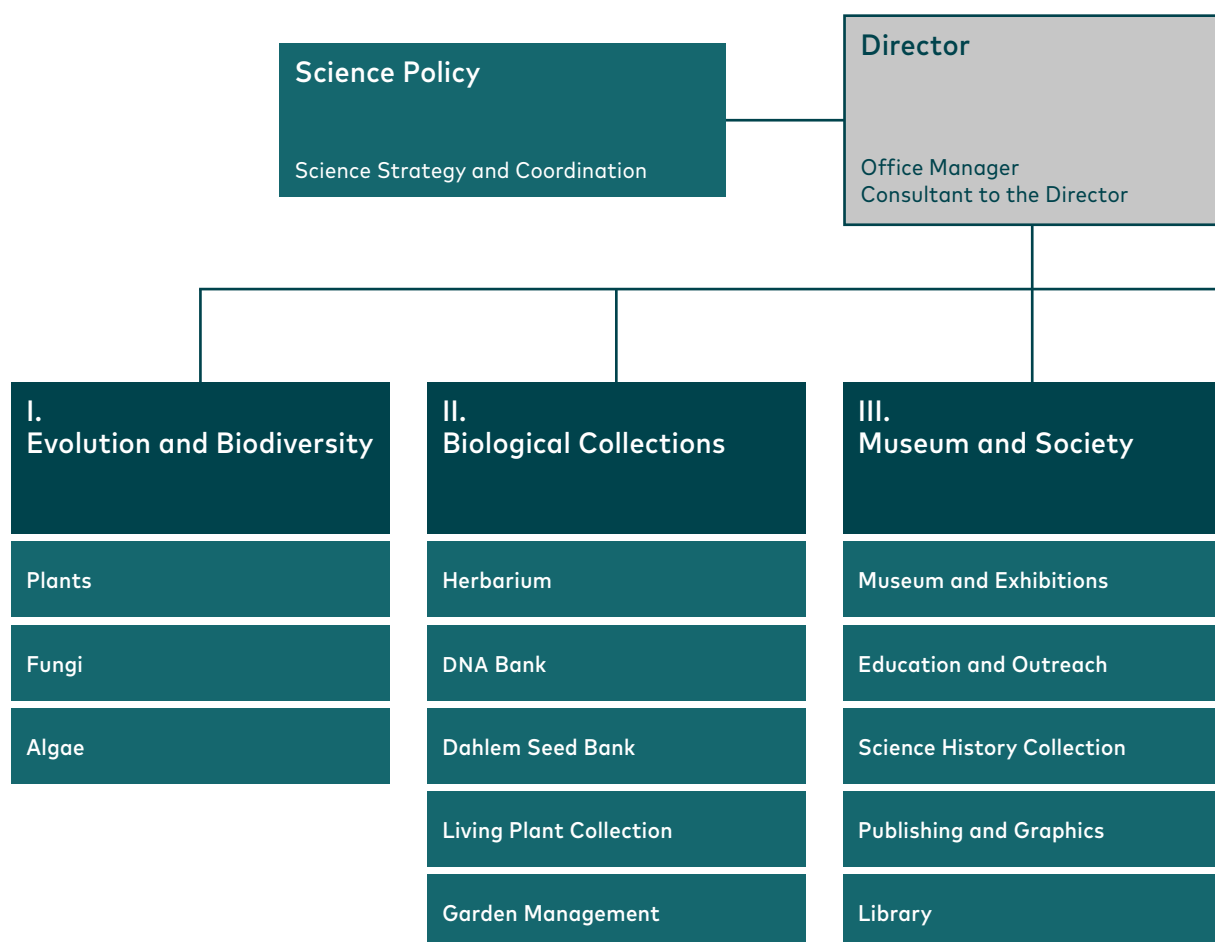 Science Policy
Science Strategy and Coordination
Director
Office Manager
Consultant to the Director
I.
Evolution and Biodiversity
Plants
Fungi
Algae
II.
Biological Collections
Herbarium
DNA Bank
Dahlem Seed Bank
Living Plant Collection
Garden Management
III.
Museum and Society
Museum and Exhibitions
Education and Outreach
Science History Collection
Publishing and Graphics
Library